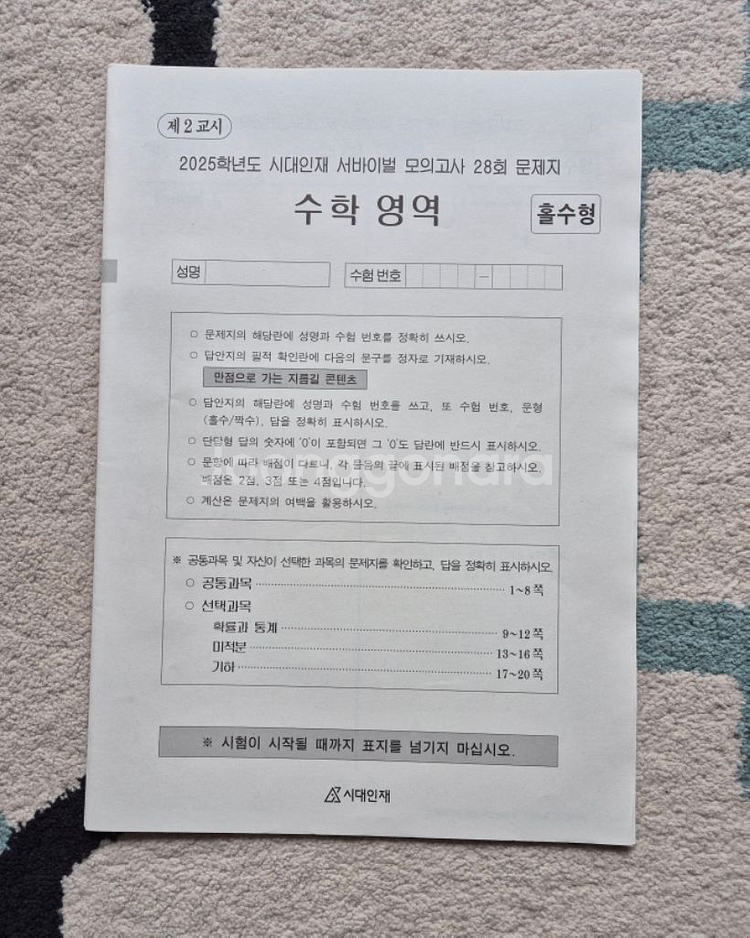 제 2 교시
2025학년도 시대인재 서바이벌 모의고사 28회 문제지
수학 영역
홀수형
성명
수험 번호
–
○ 문제지의 해당란에 성명과 수험 번호를 정확히 쓰시오.
○ 답안지의 필적 확인란에 다음의 문구를 정자로 기재하시오.
만점으로 가는 지름길 콘텐츠
○ 답안지의 해당란에 성명과 수험 번호를 쓰고, 또 수험 번호, 문형
(홀수/짝수), 답을 정확히 표시하시오.
○ 단답형 답의 숫자에 '0'이 포함되면 그 '0'도 답란에 반드시 표시하시오.
○ 문항에 따라 배점이 다르니, 각 물음의 끝에 표시된 배점을 참고하시오.
배점은 2점, 3점 또는 4점입니다.
○ 계산은 문제지의 여백을 활용하시오.
※ 공통과목 및 자신이 선택한 과목의 문제지를 확인하고, 답을 정확히 표시하시오.
○ 공통과목 1~8 쪽
○ 선택과목
확률과 통계 9~12 쪽
미적분 13~16 쪽
기하 17~20 쪽
※ 시험이 시작될 때까지 표지를 넘기지 마십시오.
시대인재
Joonggonara